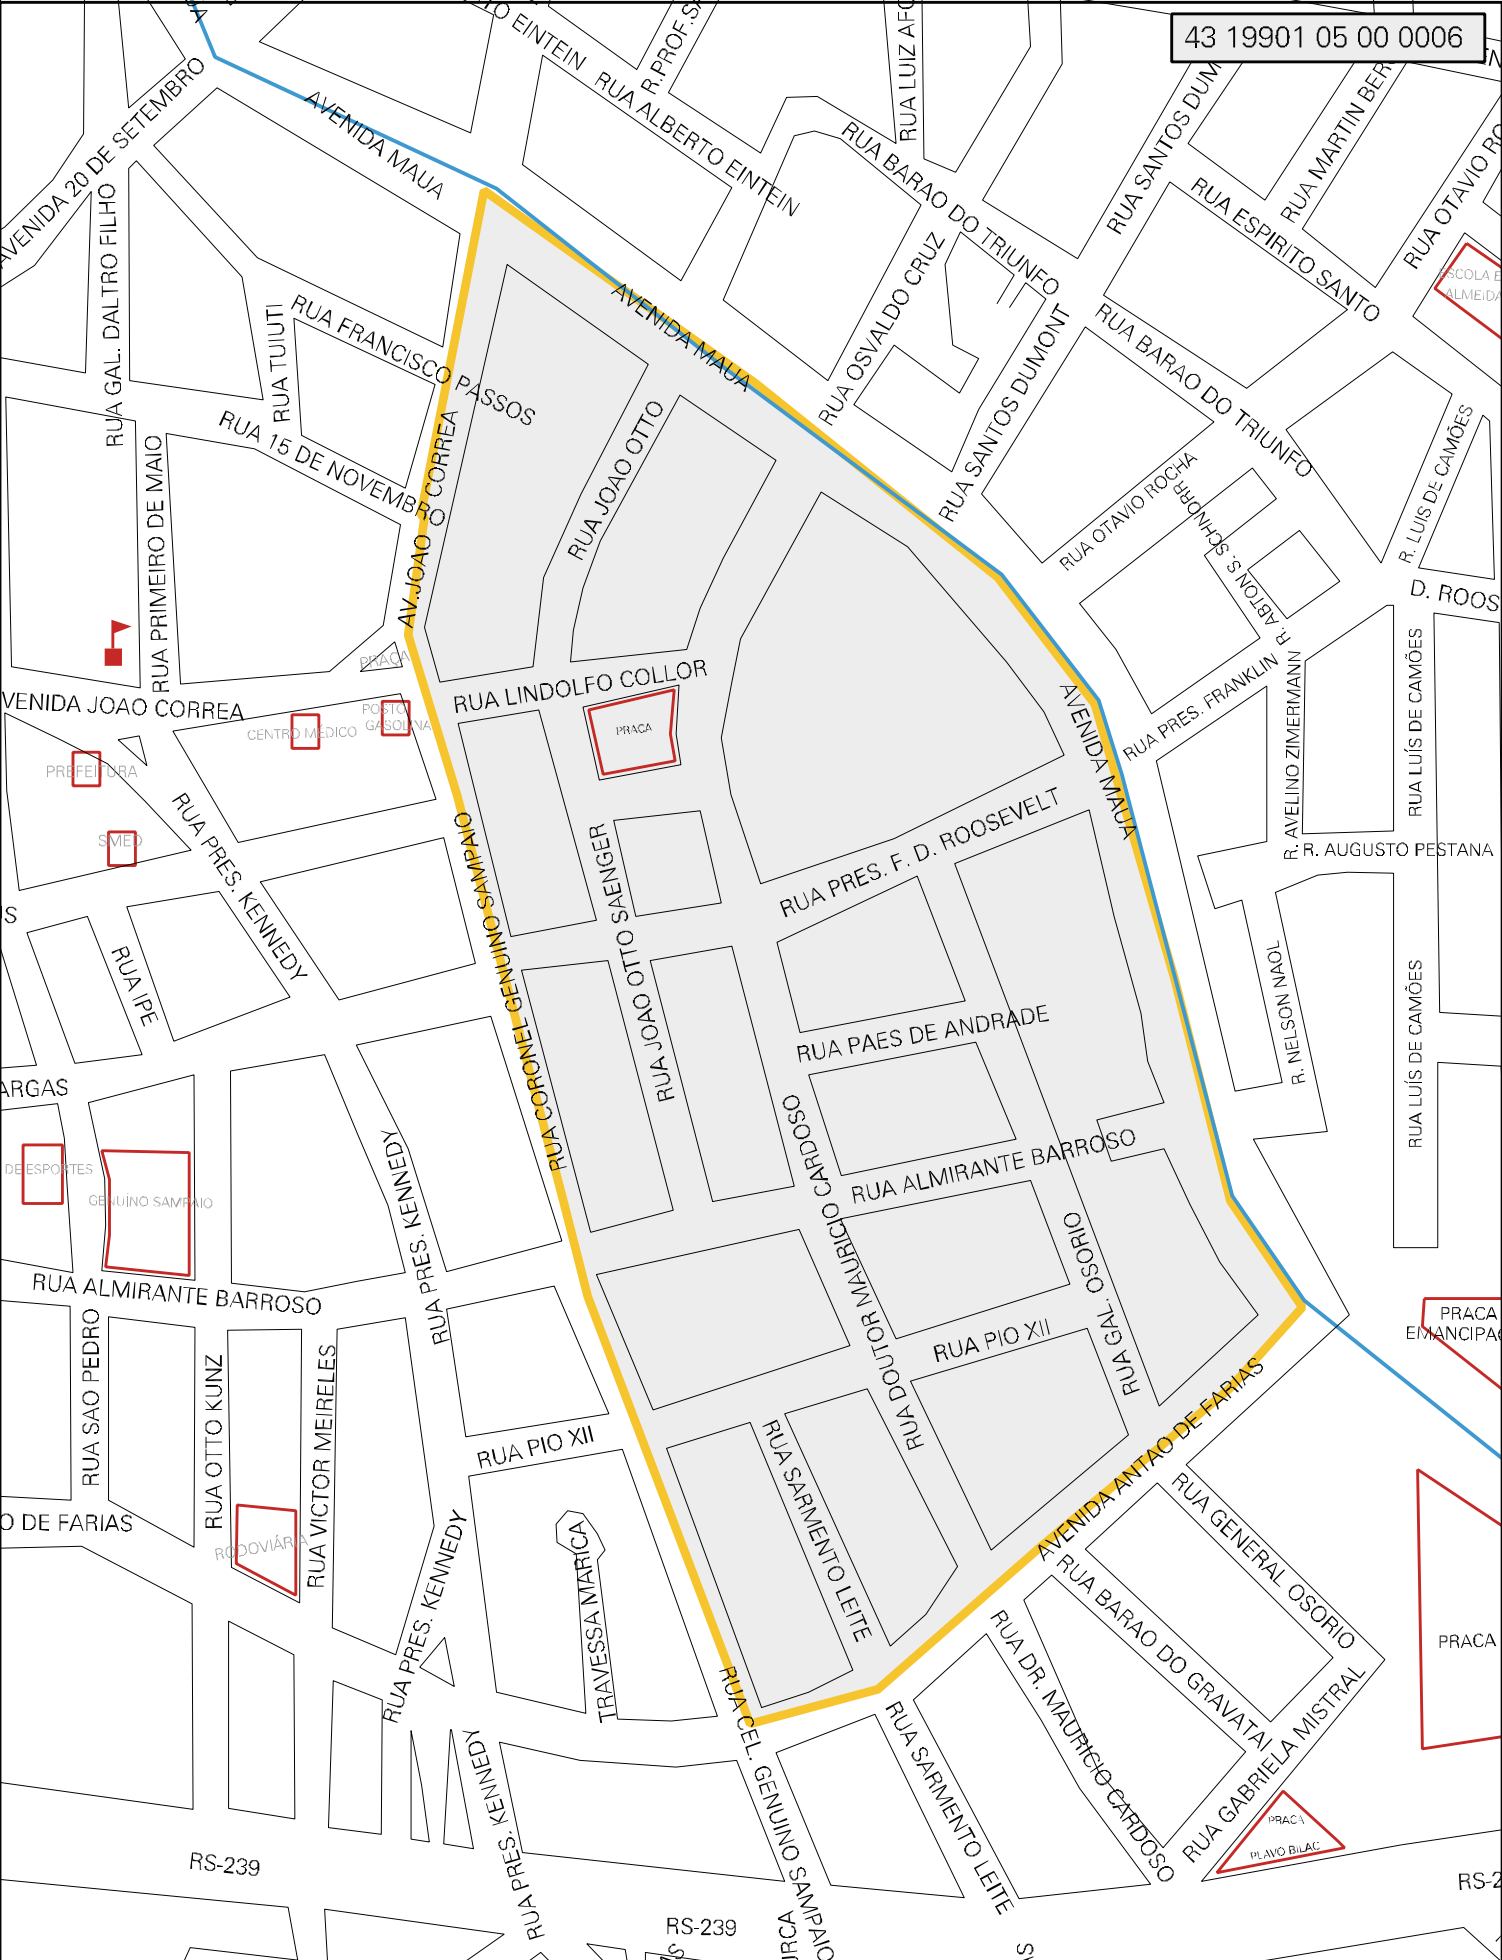 43 19901 05 00 0006
RUA ALBERTO EINTEIN
RUA LUIZ AFO
RUA SANTOS DUM
RUA MARTIN BER
RUA OTAVIO RO
AVENIDA 20 DE SETEMBRO
AVENIDA MAUA
RUA BARAO DO TRIUNFO
RUA ESPIRITO SANTO
ESCOLA E
ALMEIDA
RUA GAL. DALTRO FILHO
RUA TUIUTI
RUA FRANCISCO PASSOS
RUA 15 DE NOVEMBRO
AVENIDA MAUA
RUA OSVALDO CRUZ
RUA SANTOS DUMONT
RUA BARAO DO TRIUNFO
RUA OTAVIO ROCHA
R. ABTON S. SCHNORR
R. LUIS DE CAMÕES
D. ROOS
RUA PRIMEIRO DE MAIO
AV.JOAO CORREA
RUA JOAO OTTO
PRAÇA
VENIDA JOAO CORREA
RUA LINDOLFO COLLOR
PRACA
POSTO
GASOLINA
CENTRO MÉDICO
PREFEITURA
SMED
AVENIDA MAUA
RUA PRES. FRANKLIN
R. AVELINO ZIMERMANN
RUA LUÍS DE CAMÕES
R. AUGUSTO PESTANA
RUA PRES. F. D. ROOSEVELT
RUA PRES. KENNEDY
RUA CORONEL GENUINO SAMPAIO
RUA JOAO OTTO SAENGER
RUA IPE
RUA PAES DE ANDRADE
R. NELSON NAOL
RUA LUÍS DE CAMÕES
ARGAS
DE ESPORTES
GENUÍNO SAMPAIO
RUA PRES. KENNEDY
RUA DOUTOR MAURICIO CARDOSO
RUA ALMIRANTE BARROSO
RUA GAL. OSORIO
RUA ALMIRANTE BARROSO
RUA PIO XII
PRACA
EMANCIPAÇ
RUA SAO PEDRO
RUA OTTO KUNZ
RUA VICTOR MEIRELES
RUA PIO XII
RUA SARMENTO LEITE
AVENIDA ANTAO DE FARIAS
O DE FARIAS
RODOVIÁRIA
RUA PRES. KENNEDY
TRAVESSA MARICA
RUA GENERAL OSORIO
RUA BARAO DO GRAVATAI
RUA DR. MAURICIO CARDOSO
RUA GABRIELA MISTRAL
PRACA
RUA CEL. GENUINO SAMPAIO
RUA SARMENTO LEITE
RUA PRES. KENNEDY
PRACA
PLAVO BILAC
RS-239
RS-239
RS-2
URCA